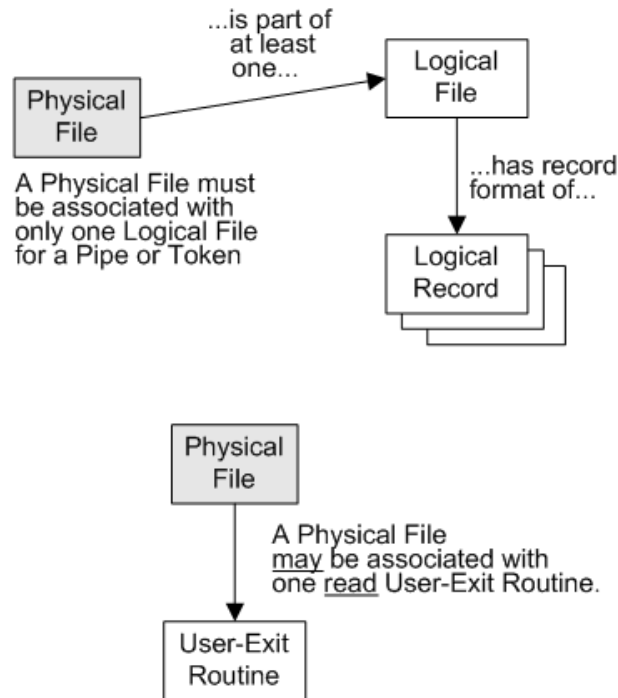 ...is part of
at least
one...
Physical
File
Logical
File
A Physical File must
be associated with
only one Logical File
for a Pipe or Token
...has record
format of...
Logical
Record
Physical
File
A Physical File
may be associated with
one read User-Exit Routine.
User-Exit
Routine